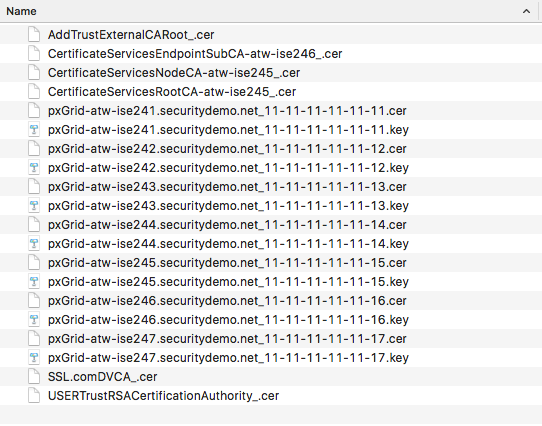 Name
AddTrustExternalCARoot_.cer
CertificateServicesEndpointSubCA-atw-ise246_.cer
CertificateServicesNodeCA-atw-ise245_.cer
CertificateServicesRootCA-atw-ise245_.cer
pxGrid-atw-ise241.securitydemo.net_11-11-11-11-11-11.cer
pxGrid-atw-ise241.securitydemo.net_11-11-11-11-11-11.key
pxGrid-atw-ise242.securitydemo.net_11-11-11-11-11-12.cer
pxGrid-atw-ise242.securitydemo.net_11-11-11-11-11-12.key
pxGrid-atw-ise243.securitydemo.net_11-11-11-11-11-13.cer
pxGrid-atw-ise243.securitydemo.net_11-11-11-11-11-13.key
pxGrid-atw-ise244.securitydemo.net_11-11-11-11-11-14.cer
pxGrid-atw-ise244.securitydemo.net_11-11-11-11-11-14.key
pxGrid-atw-ise245.securitydemo.net_11-11-11-11-11-15.cer
pxGrid-atw-ise245.securitydemo.net_11-11-11-11-11-15.key
pxGrid-atw-ise246.securitydemo.net_11-11-11-11-11-16.cer
pxGrid-atw-ise246.securitydemo.net_11-11-11-11-11-16.key
pxGrid-atw-ise247.securitydemo.net_11-11-11-11-11-17.cer
pxGrid-atw-ise247.securitydemo.net_11-11-11-11-11-17.key
SSL.comDVCA_.cer
USERTrustRSACertificationAuthority_.cer